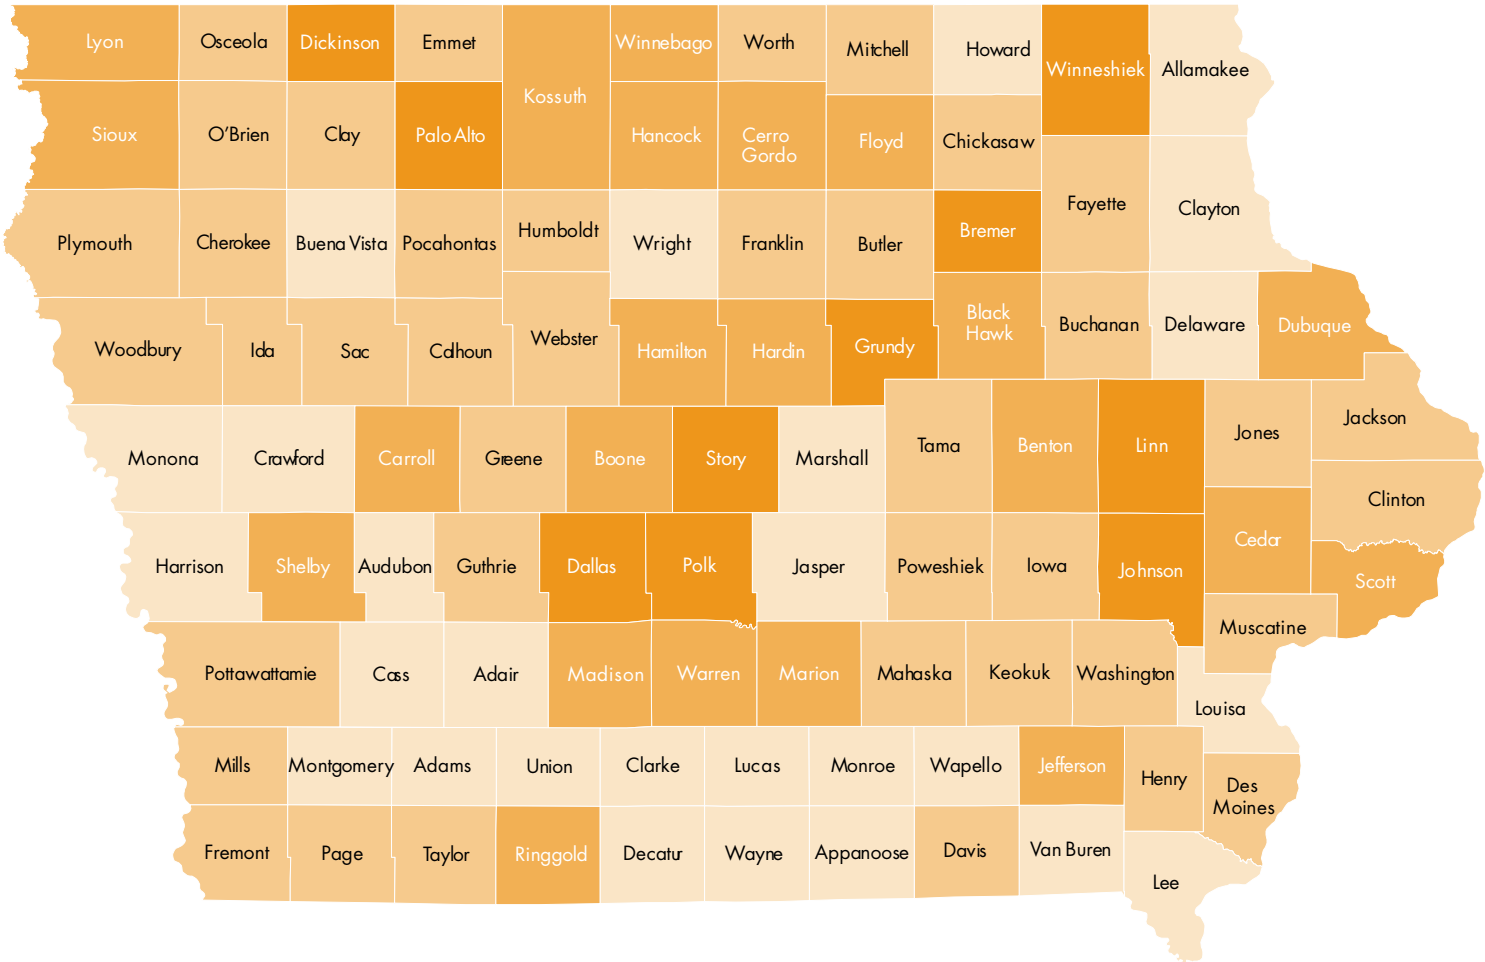 Lyon
Osceola
Dickinson
Emmet
Kossuth
Winnebago
Worth
Mitchell
Howard
Winneshiek
Allamakee
Sioux
O'Brien
Clay
Palo Alto
Hancock
Cerro
Gordo
Floyd
Chickasaw
Fayette
Clayton
Plymouth
Cherokee
Buena Vista
Pocahontas
Humboldt
Wright
Franklin
Butler
Bremer
Woodbury
Ida
Sac
Calhoun
Webster
Hamilton
Hardin
Grundy
Black
Hawk
Buchanan
Delaware
Dubuque
Monona
Crawford
Carroll
Greene
Boone
Story
Marshall
Tama
Benton
Linn
Jones
Jackson
Clinton
Harrison
Shelby
Audubon
Guthrie
Dallas
Polk
Jasper
Poweshiek
Iowa
Johnson
Cedar
Scott
Muscatine
Pottawattamie
Cass
Adair
Madison
Warren
Marion
Mahaska
Keokuk
Washington
Louisa
Mills
Montgomery
Adams
Union
Clarke
Lucas
Monroe
Wapello
Jefferson
Henry
Des
Moines
Fremont
Page
Taylor
Ringgold
Decatur
Wayne
Appanoose
Davis
Van Buren
Lee